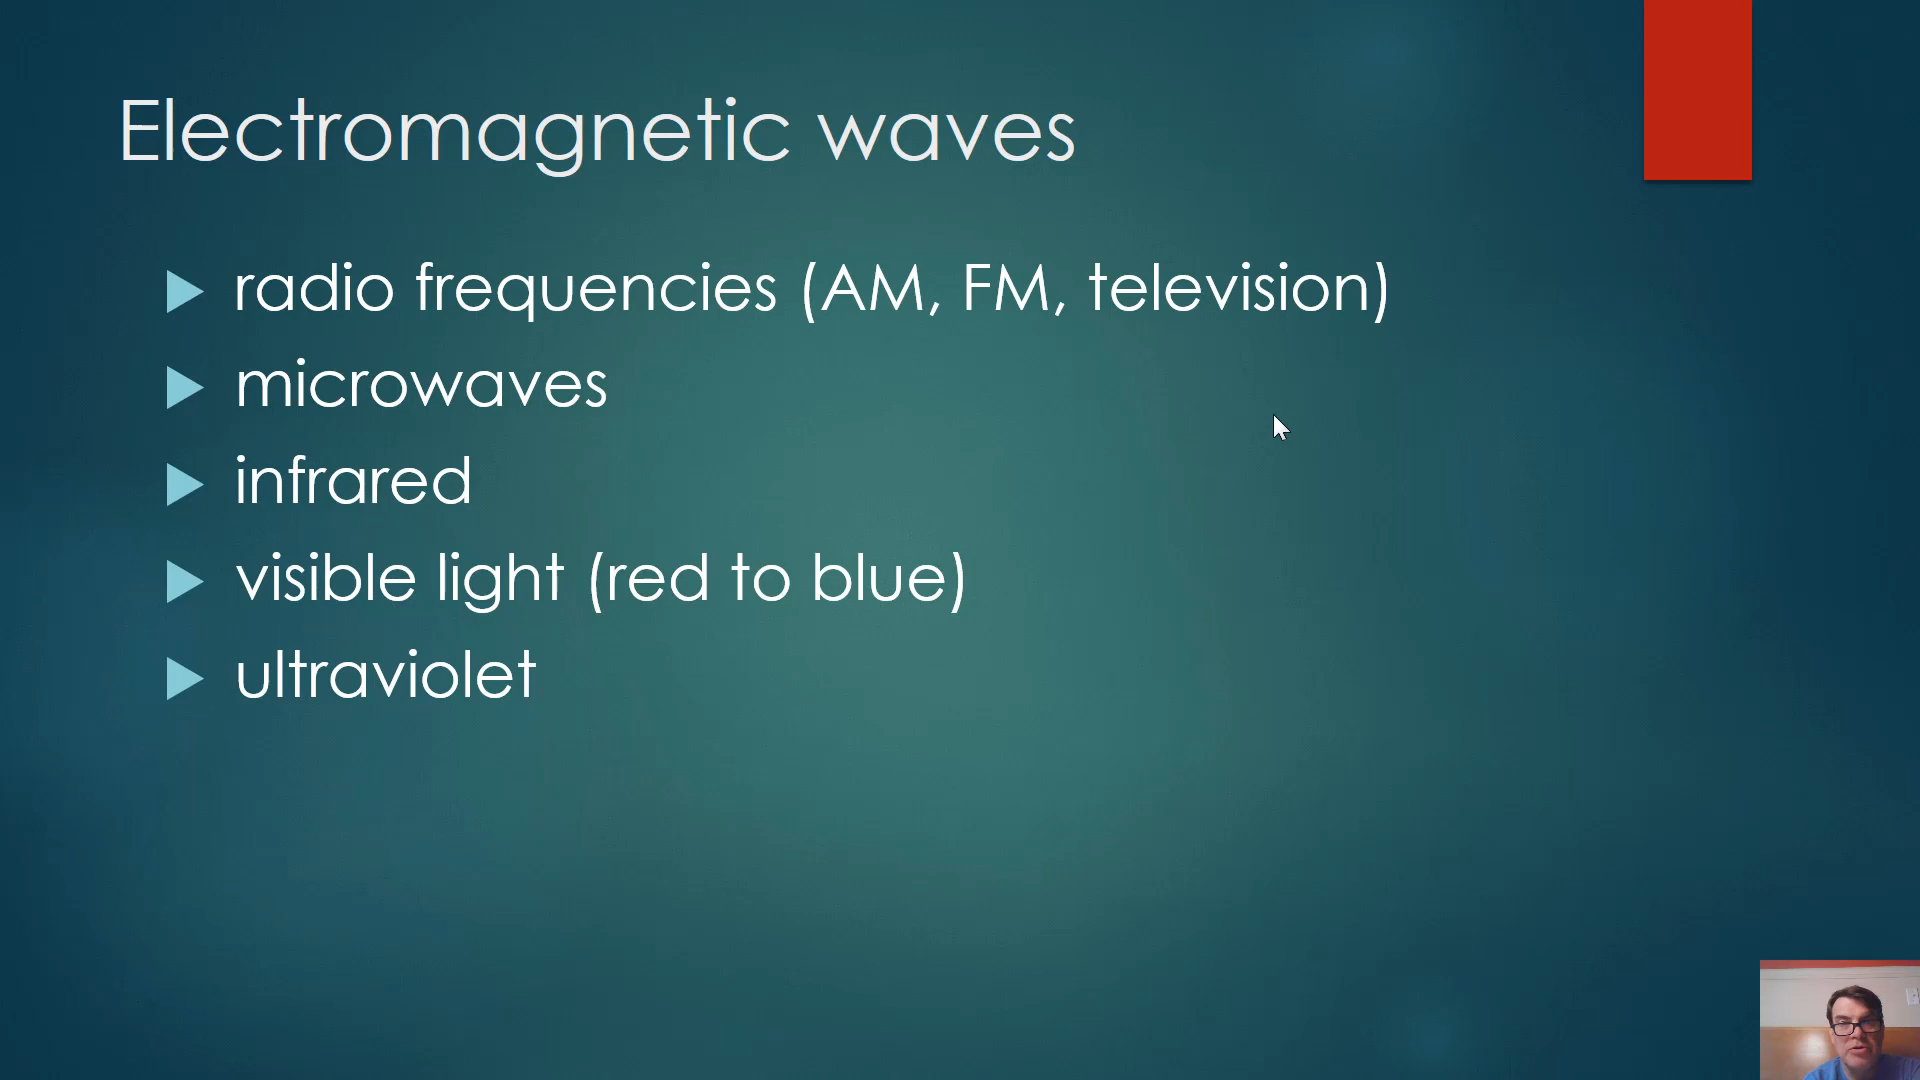 Electromagnetic waves
radio frequencies (AM, FM, television)
microwaves
infrared
visible light (red to blue)
ultraviolet